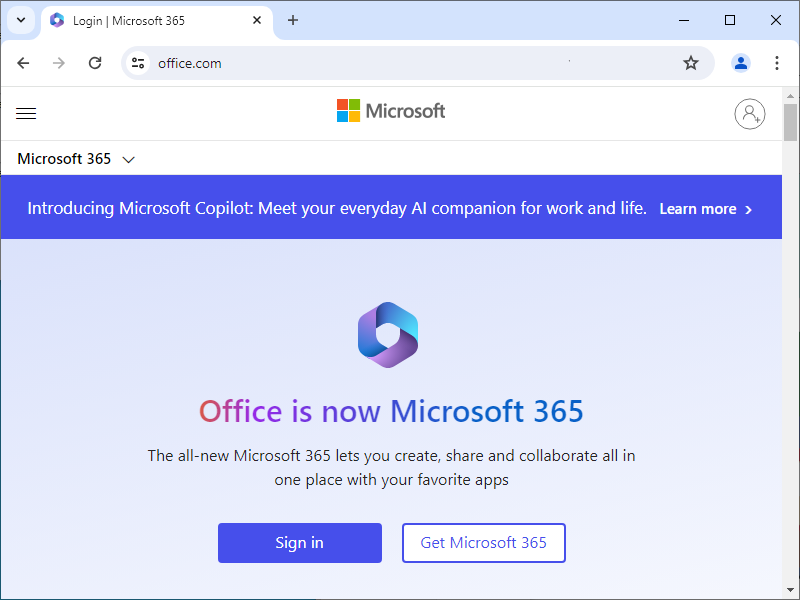 Login | Microsoft 365
office.com
Microsoft
Microsoft 365
Introducing Microsoft Copilot: Meet your everyday AI companion for work and life. Learn more
Office is now Microsoft 365
The all-new Microsoft 365 lets you create, share and collaborate all in
one place with your favorite apps
Sign in Get Microsoft 365